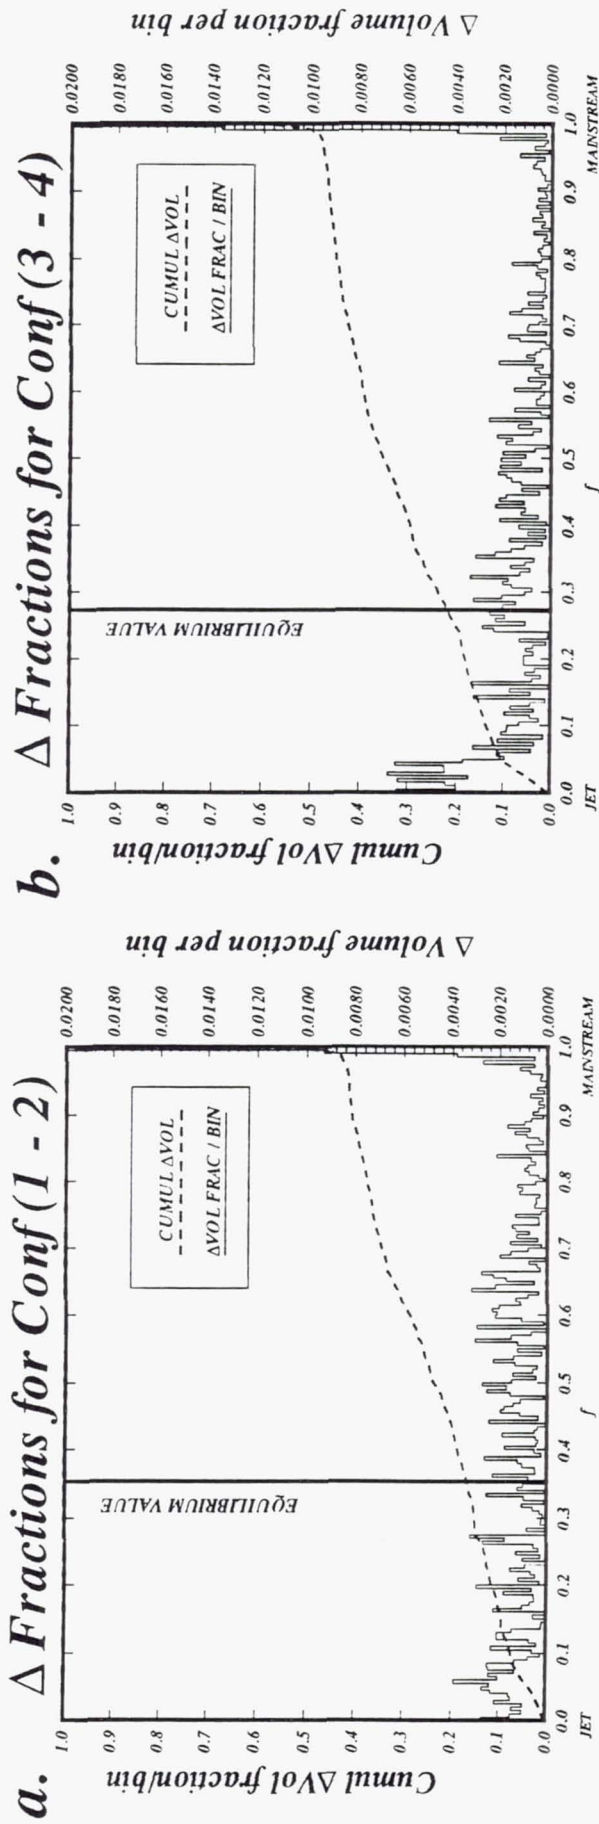 a.
Δ Fractions for Conf (1 - 2)
Cumul ΔVol fraction/bin
1.0
0.9
0.8
0.7
0.6
0.5
0.4
0.3
0.2
0.1
0.0
Δ Volume fraction per bin
0.0200
0.0180
0.0160
0.0140
0.0120
0.0100
0.0080
0.0060
0.0040
0.0020
0.0000
EQUILIBRIUM VALUE
CUMUL ΔVOL
ΔVOL FRAC / BIN
0.0 0.1 0.2 0.3 0.4 0.5 0.6 0.7 0.8 0.9 1.0
JET f MAINSTREAM
b.
Δ Fractions for Conf (3 - 4)
Cumul ΔVol fraction/bin
1.0
0.9
0.8
0.7
0.6
0.5
0.4
0.3
0.2
0.1
0.0
Δ Volume fraction per bin
0.0200
0.0180
0.0160
0.0140
0.0120
0.0100
0.0080
0.0060
0.0040
0.0020
0.0000
EQUILIBRIUM VALUE
CUMUL ΔVOL
ΔVOL FRAC / BIN
0.0 0.1 0.2 0.3 0.4 0.5 0.6 0.7 0.8 0.9 1.0
JET f MAINSTREAM